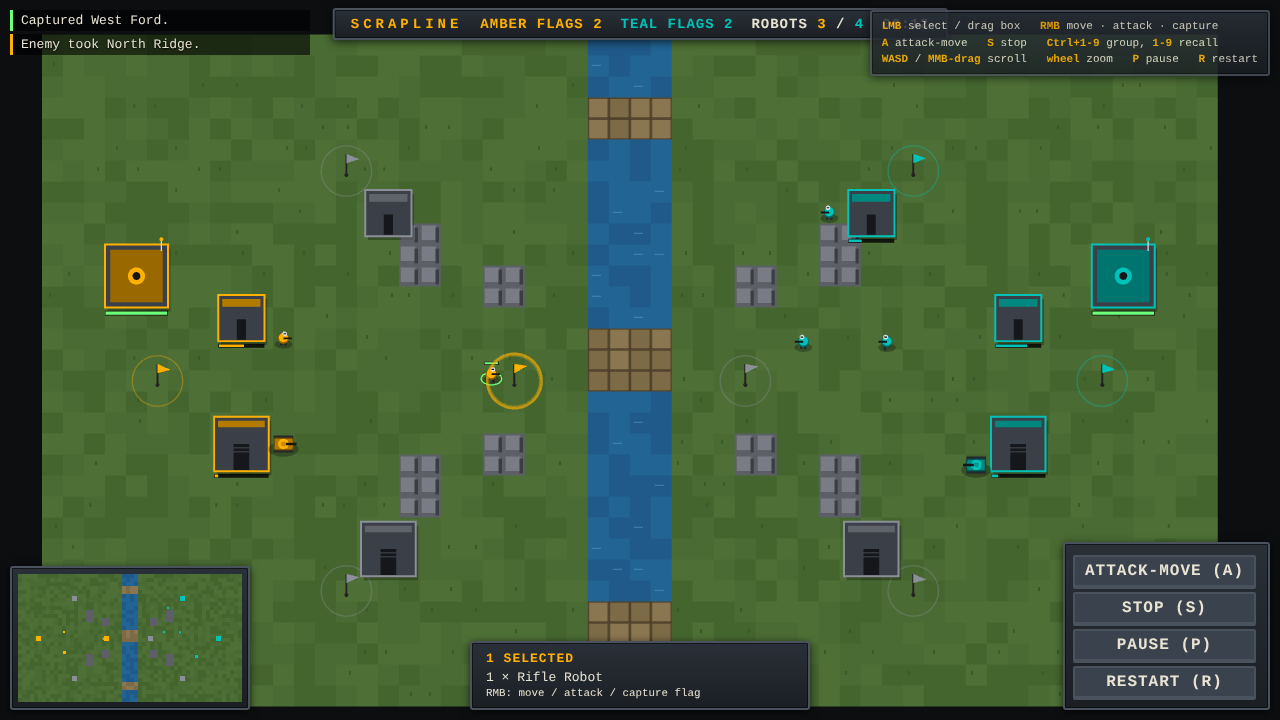 Captured West Ford.
Enemy took North Ridge.
SCRAPLINE AMBER FLAGS 2 TEAL FLAGS 2 ROBOTS 3 / 4
LMB select / drag box RMB move · attack · capture
A attack-move S stop Ctrl+1-9 group, 1-9 recall
WASD / MMB-drag scroll wheel zoom P pause R restart
1 SELECTED
1 × Rifle Robot
RMB: move / attack / capture flag
ATTACK-MOVE (A)
STOP (S)
PAUSE (P)
RESTART (R)